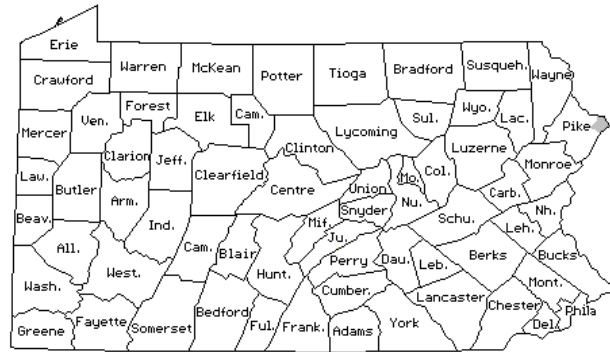 Erie
Crawford
Warren
McKean
Potter
Tioga
Bradford
Susqueh.
Wayne
Forest
Elk
Cam.
Mercer
Ven.
Clarion
Jeff.
Clearfield
Clinton
Lycoming
Sul.
Wyo.
Lac.
Pike
Luzerne
Monroe
Law.
Butler
Arm.
Centre
Union
Mo.
Col.
Snyder
Nu.
Carb.
Beav.
Ind.
Mif.
Ju.
Schu.
Leh.
Nh.
All.
West.
Cam.
Blair
Hunt.
Perry
Dau.
Leb.
Berks
Bucks
Wash.
Cumber.
Lancaster
Mont.
Greene
Fayette
Somerset
Bedford
Ful.
Frank.
Adams
York
Chester
Del.
Phila